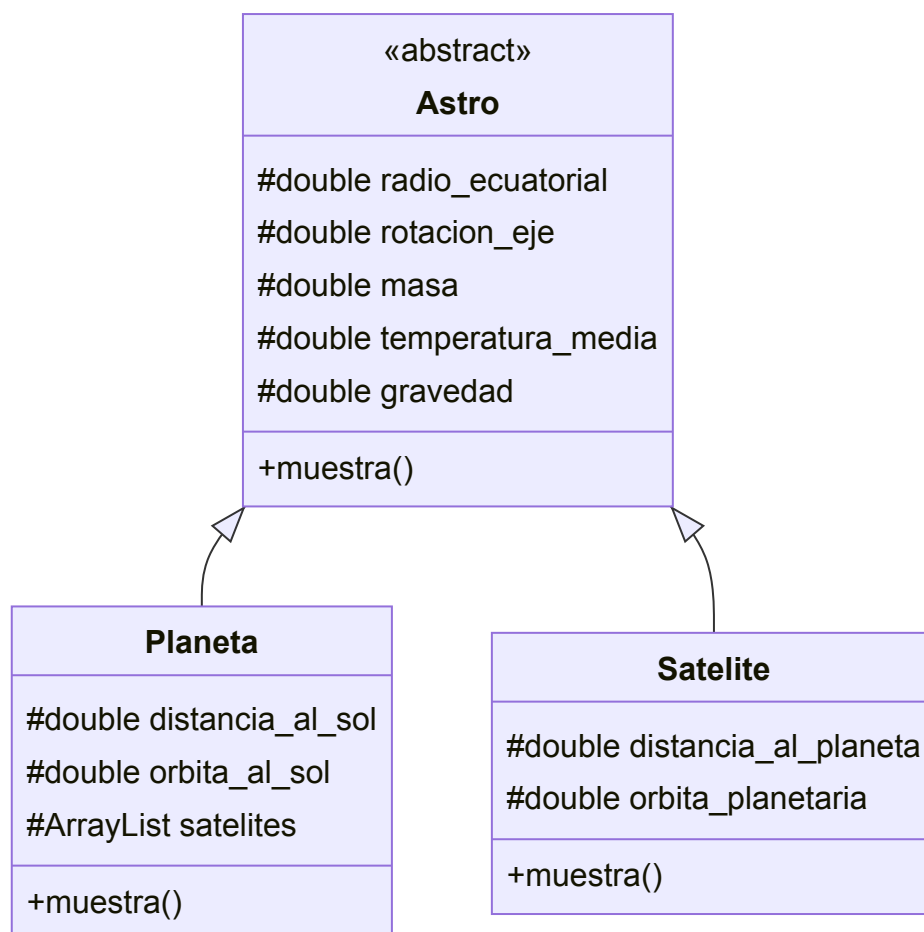 «abstract»
Astro
#double radio_ecuatorial
#double rotacion_eje
#double masa
#double temperatura_media
#double gravedad
+muestra()
Planeta
#double distancia_al_sol
#double orbita_al_sol
#ArrayList satelites
+muestra()
Satelite
#double distancia_al_planeta
#double orbita_planetaria
+muestra()